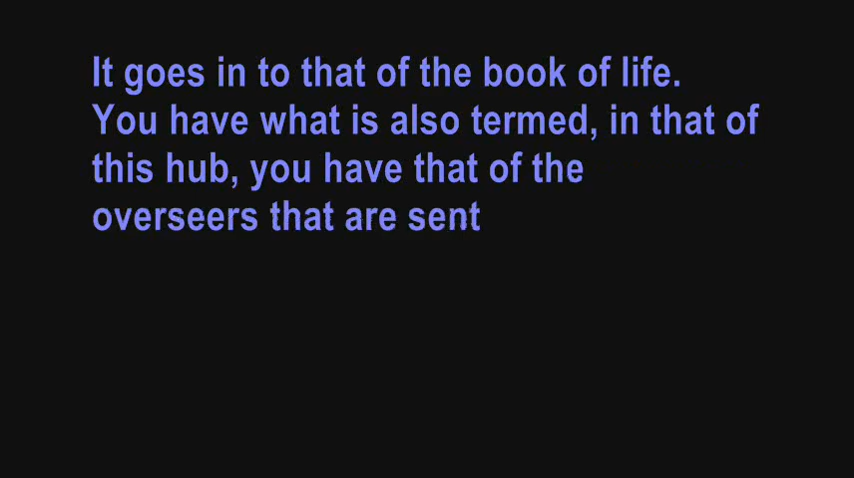 It goes in to that of the book of life.
You have what is also termed, in that of
this hub, you have that of the
overseers that are sent